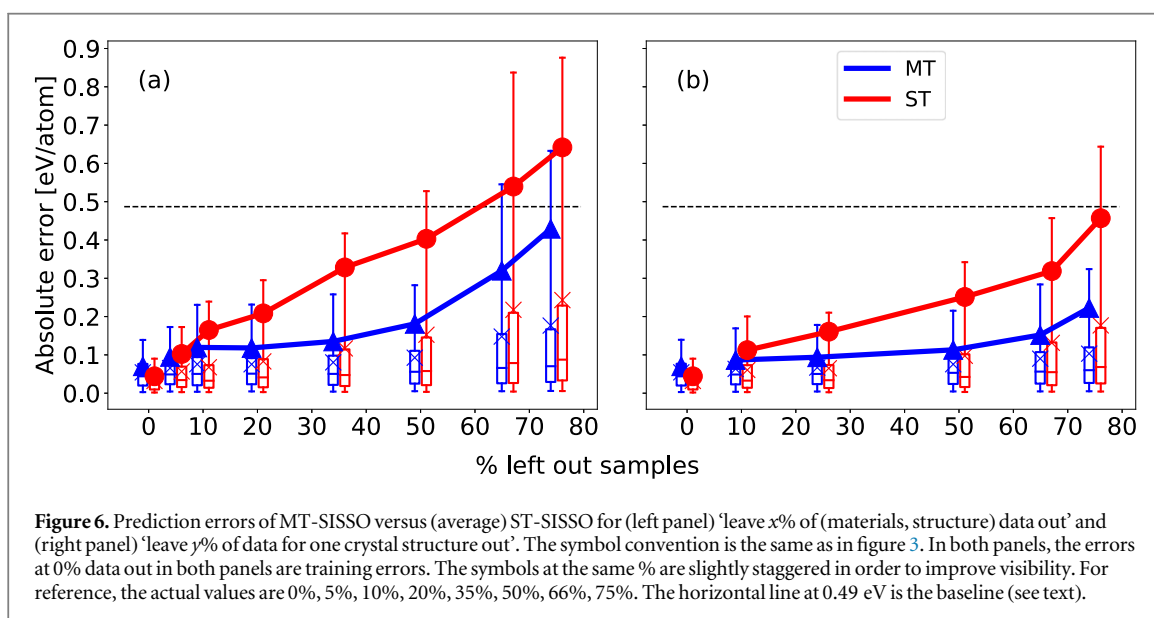 0.9
0.8
0.7
0.6
0.5
0.4
0.3
0.2
0.1
0.0
Absolute error [eV/atom]
(a)
(b)
MT
ST
0 10 20 30 40 50 60 70 80
0 10 20 30 40 50 60 70 80
% left out samples
Figure 6. Prediction errors of MT-SISSO versus (average) ST-SISSO for (left panel) ‘leave x% of (materials, structure) data out’ and
(right panel) ‘leave y% of data for one crystal structure out’. The symbol convention is the same as in figure 3. In both panels, the errors
at 0% data out in both panels are training errors. The symbols at the same % are slightly staggered in order to improve visibility. For
reference, the actual values are 0%, 5%, 10%, 20%, 35%, 50%, 66%, 75%. The horizontal line at 0.49 eV is the baseline (see text).